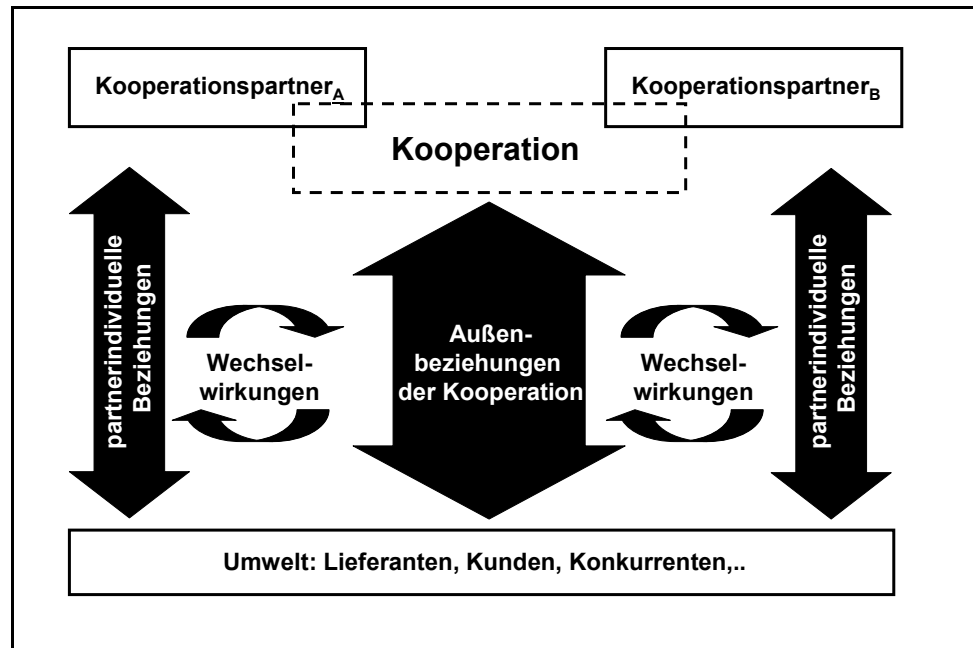 Kooperationspartner_A
Kooperationspartner_B
Kooperation
partnerindividuelle
Beziehungen
Wechsel-
wirkungen
Außen-
beziehungen
der Kooperation
Wechsel-
wirkungen
partnerindividuelle
Beziehungen
Umwelt: Lieferanten, Kunden, Konkurrenten,..